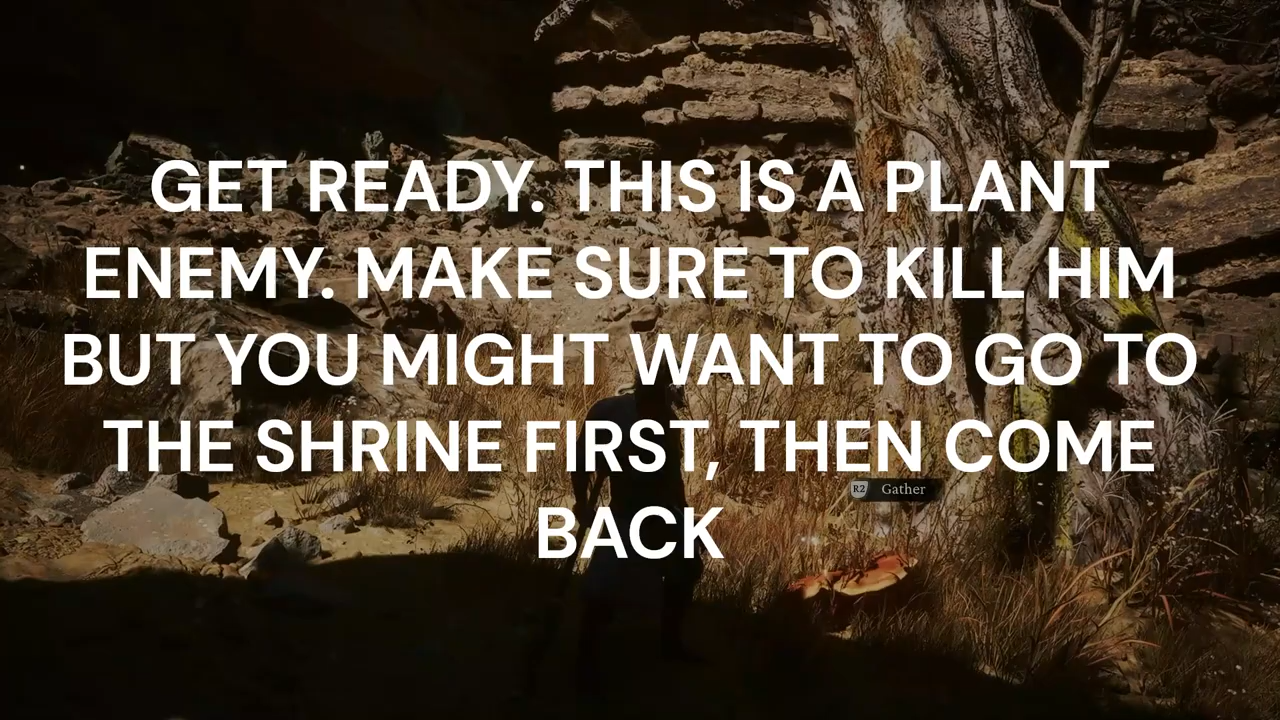 GET READY. THIS IS A PLANT
ENEMY. MAKE SURE TO KILL HIM
BUT YOU MIGHT WANT TO GO TO
THE SHRINE FIRST, THEN COME
BACK
R2 Gather